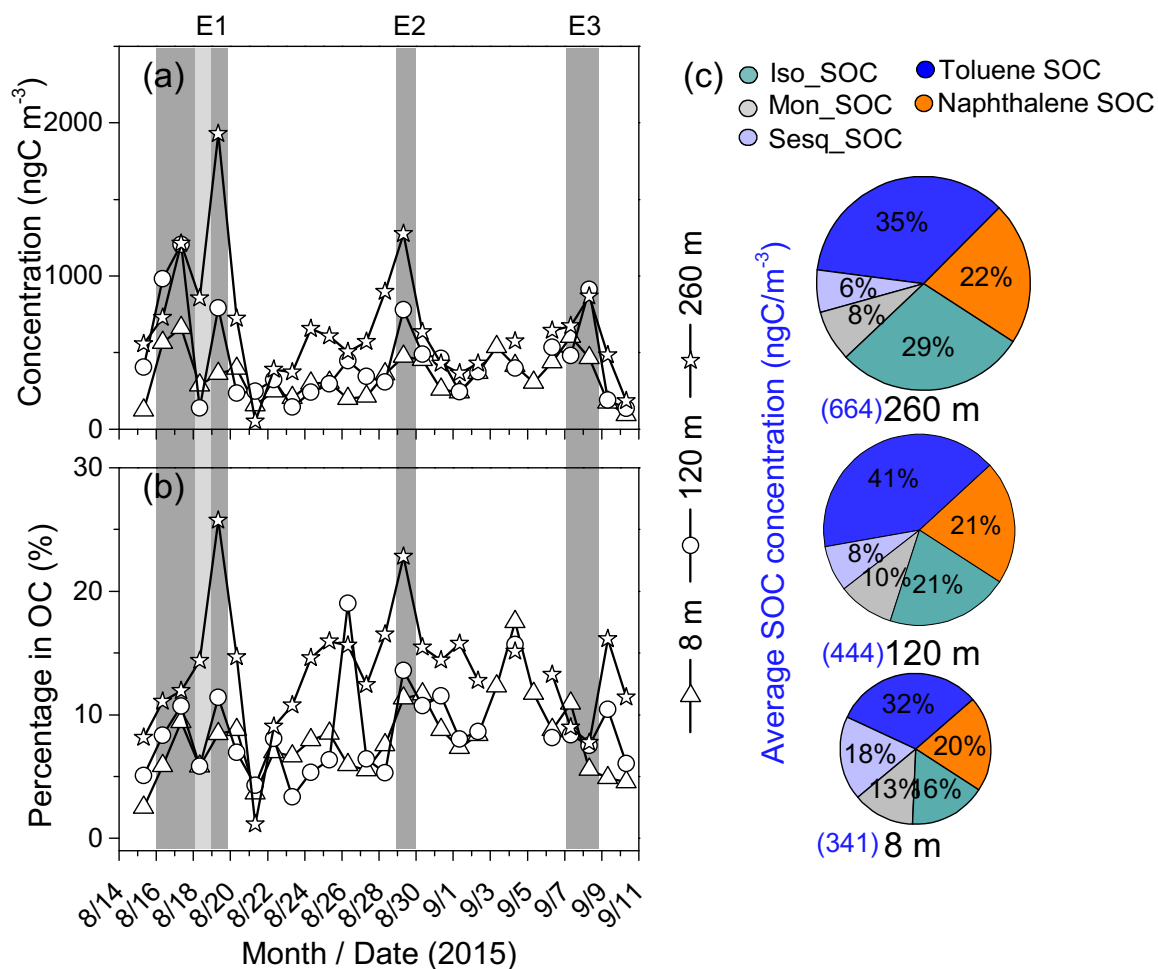 E1 E2 E3
(a)
Concentration (ngC m-3)
2000
1000
0
(b)
Percentage in OC (%)
30
20
10
0
8/14 8/16 8/18 8/20 8/22 8/24 8/26 8/28 8/30 9/1 9/3 9/5 9/7 9/9 9/11
Month / Date (2015)
8 m 120 m 260 m
(c)
Iso_SOC Toluene SOC
Mon_SOC Naphthalene SOC
Sesq_SOC
Average SOC concentration (ngC/m-3)
35%
22%
6%
8%
29%
(664) 260 m
41%
21%
8%
10%
21%
(444) 120 m
32%
20%
18%
13%
16%
(341) 8 m